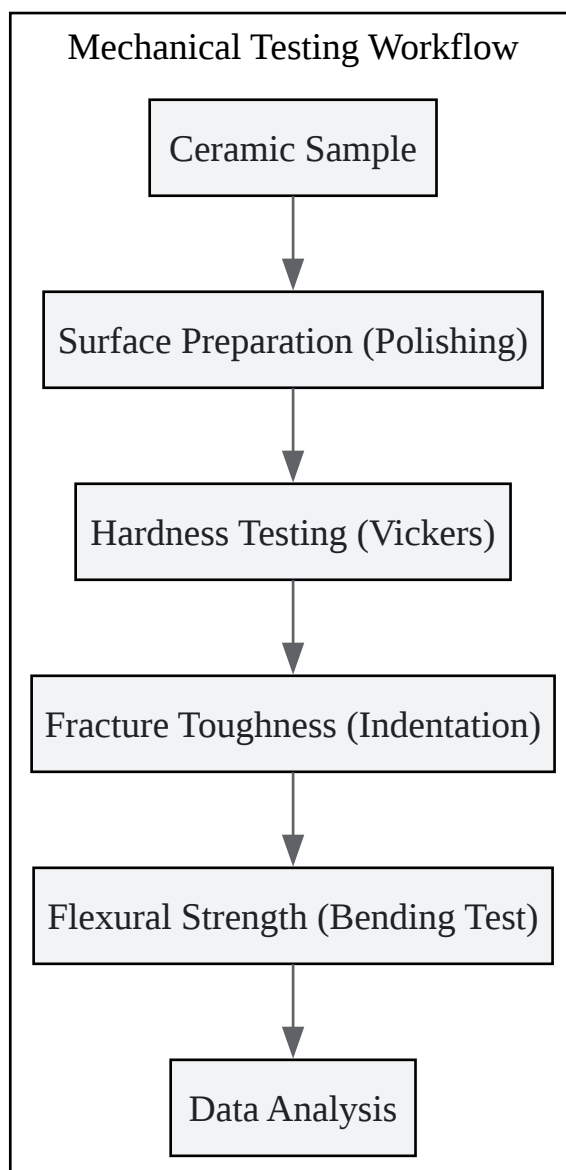 Mechanical Testing Workflow
Ceramic Sample
Surface Preparation (Polishing)
Hardness Testing (Vickers)
Fracture Toughness (Indentation)
Flexural Strength (Bending Test)
Data Analysis